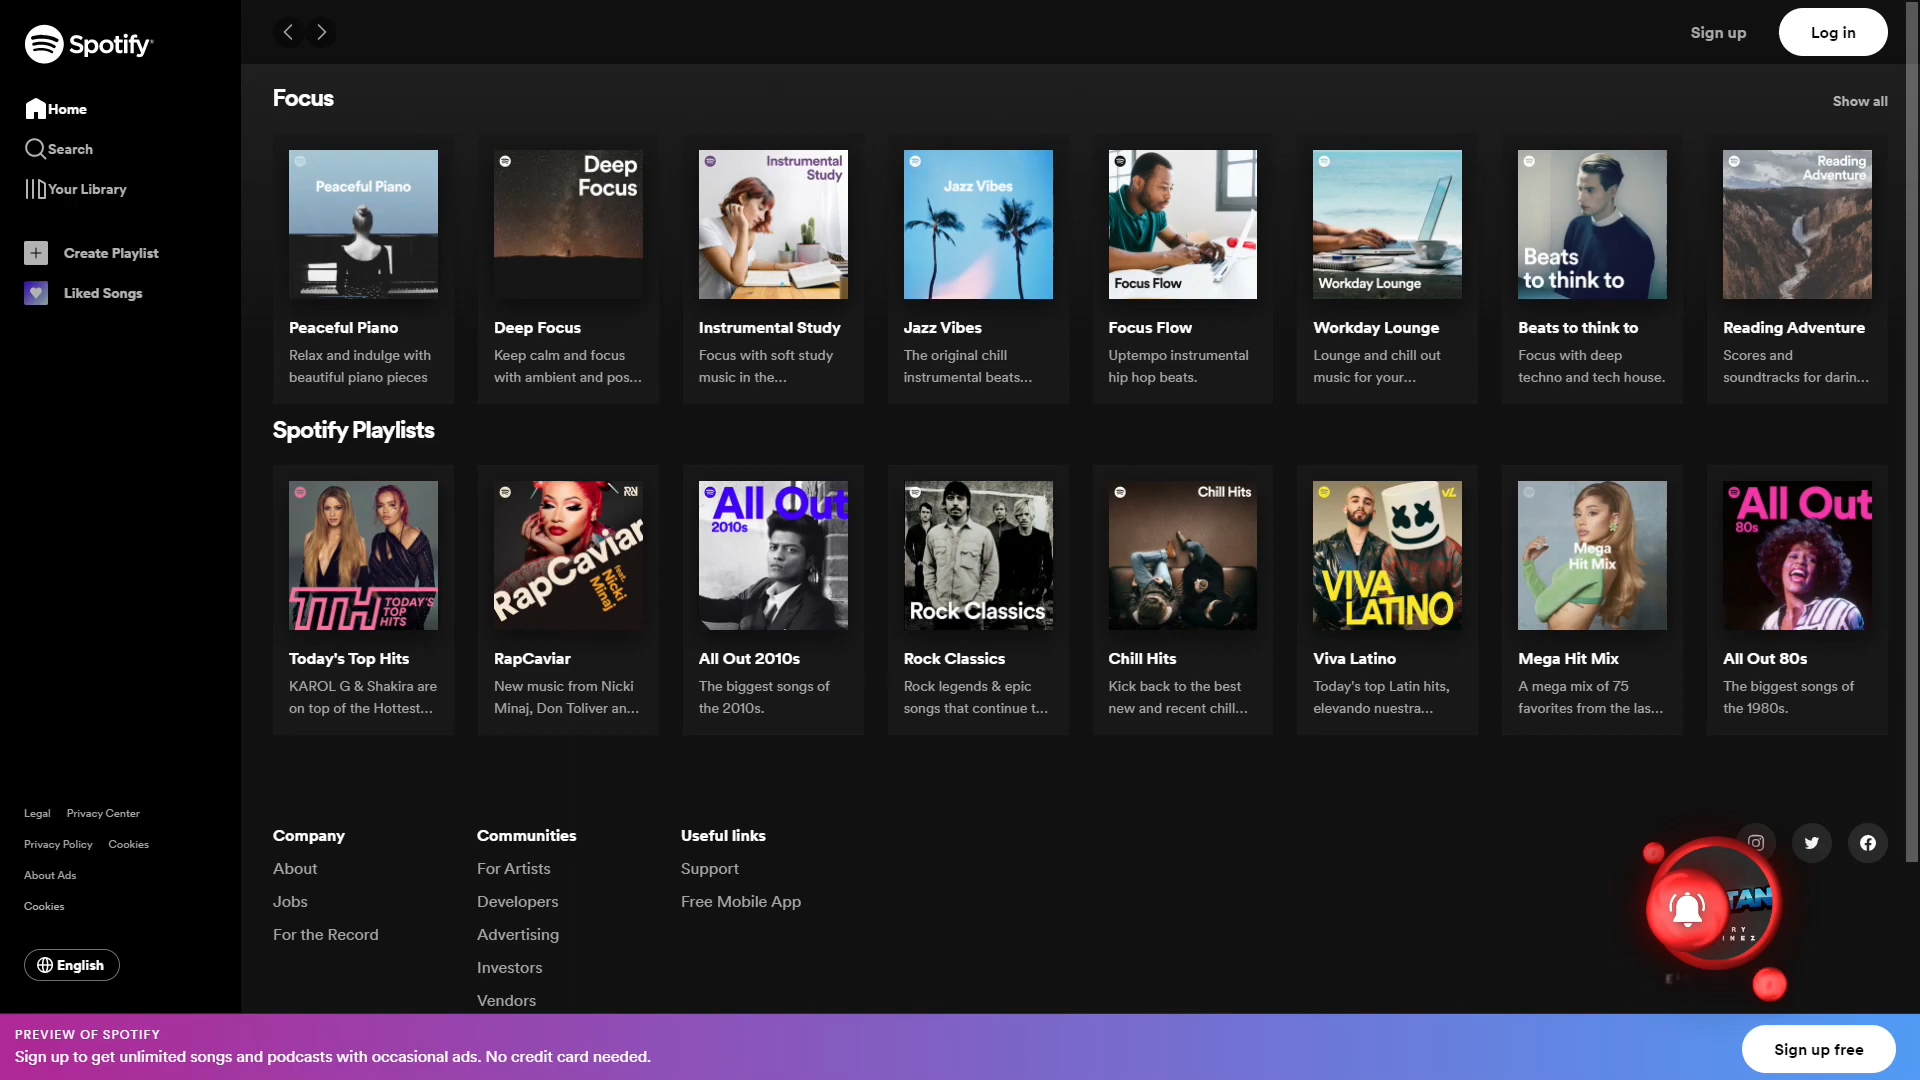 Spotify
Home
Search
Your Library
Create Playlist
Liked Songs
Legal
Privacy Center
Privacy Policy
Cookies
About Ads
Cookies
English
Sign up
Log in
Focus
Show all
Peaceful Piano
Deep
Focus
Instrumental
Study
Jazz Vibes
Focus Flow
Workday Lounge
Beats
to think to
Reading
Adventure
Peaceful Piano
Relax and indulge with
beautiful piano pieces
Deep Focus
Keep calm and focus
with ambient and pos...
Instrumental Study
Focus with soft study
music in the...
Jazz Vibes
The original chill
instrumental beats...
Focus Flow
Uptempo instrumental
hip hop beats.
Workday Lounge
Lounge and chill out
music for your...
Beats to think to
Focus with deep
techno and tech house.
Reading Adventure
Scores and
soundtracks for darin...
Spotify Playlists
TTH TODAY'S
TOP
HITS
RapCaviar
feat.
Nicki
Minaj
All Out
2010s
Rock Classics
Chill Hits
VL
VIVA
LATINO
Mega
Hit Mix
All Out
80s
Today's Top Hits
KAROL G & Shakira are
on top of the Hottest...
RapCaviar
New music from Nicki
Minaj, Don Toliver an...
All Out 2010s
The biggest songs of
the 2010s.
Rock Classics
Rock legends & epic
songs that continue t...
Chill Hits
Kick back to the best
new and recent chill...
Viva Latino
Today's top Latin hits,
elevando nuestra...
Mega Hit Mix
A mega mix of 75
favorites from the las...
All Out 80s
The biggest songs of
the 1980s.
Company
About
Jobs
For the Record
Communities
For Artists
Developers
Advertising
Investors
Vendors
Useful links
Support
Free Mobile App
TAN
RY
INEZ
PREVIEW OF SPOTIFY
Sign up to get unlimited songs and podcasts with occasional ads. No credit card needed.
Sign up free